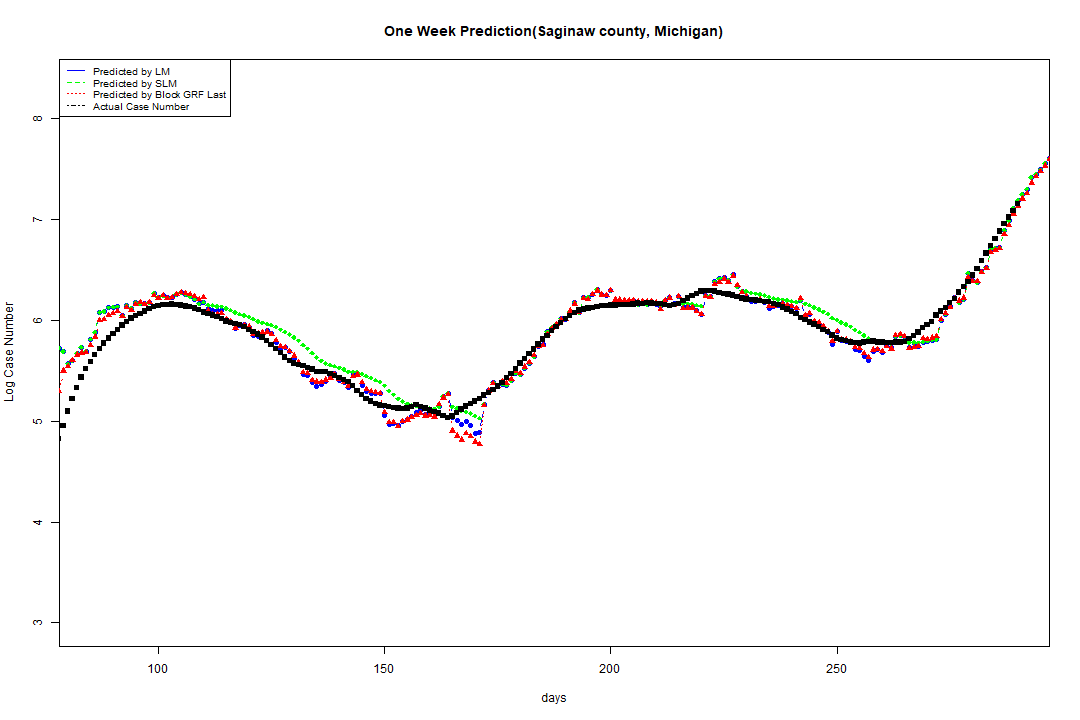 One Week Prediction(Saginaw county, Michigan)
Predicted by LM
Predicted by SLM
Predicted by Block GRF Last
Actual Case Number
Log Case Number
8
7
6
5
4
3
100 150 200 250
days